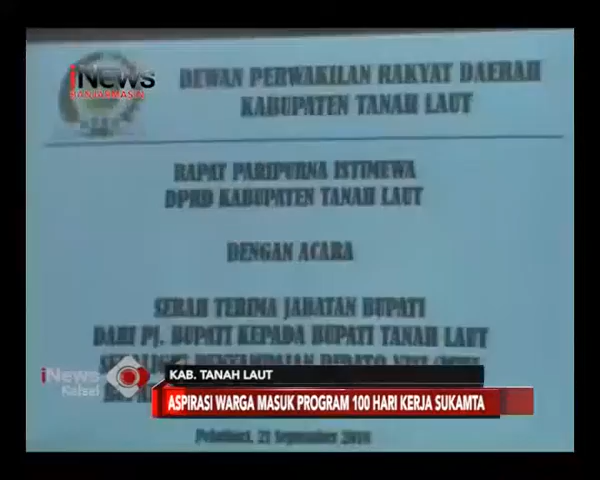 iNews
BANJARMASIN
DEWAN PERWAKILAN RAKYAT DAERAH
KABUPATEN TANAH LAUT
RAPAT PARIPURNA ISTIMEWA
DPRD KABUPATEN TANAH LAUT
DENGAN ACARA
SERAH TERIMA JABATAN BUPATI
DARI PJ. BUPATI KEPADA BUPATI TANAH LAUT
iNews
Kalsel
KAB. TANAH LAUT
ASPIRASI WARGA MASUK PROGRAM 100 HARI KERJA SUKAMTA
Pelaihari, 21 September 2018